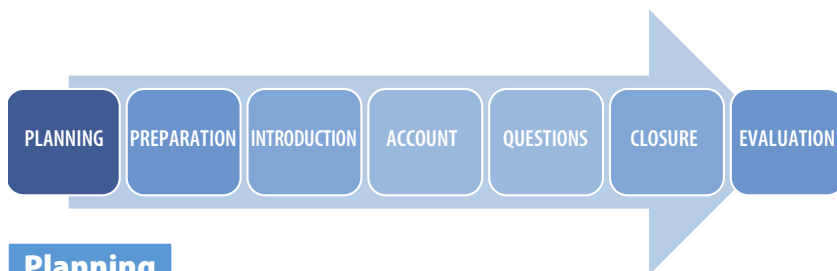 PLANNING PREPARATION INTRODUCTION ACCOUNT QUESTIONS CLOSURE EVALUATION
Planning